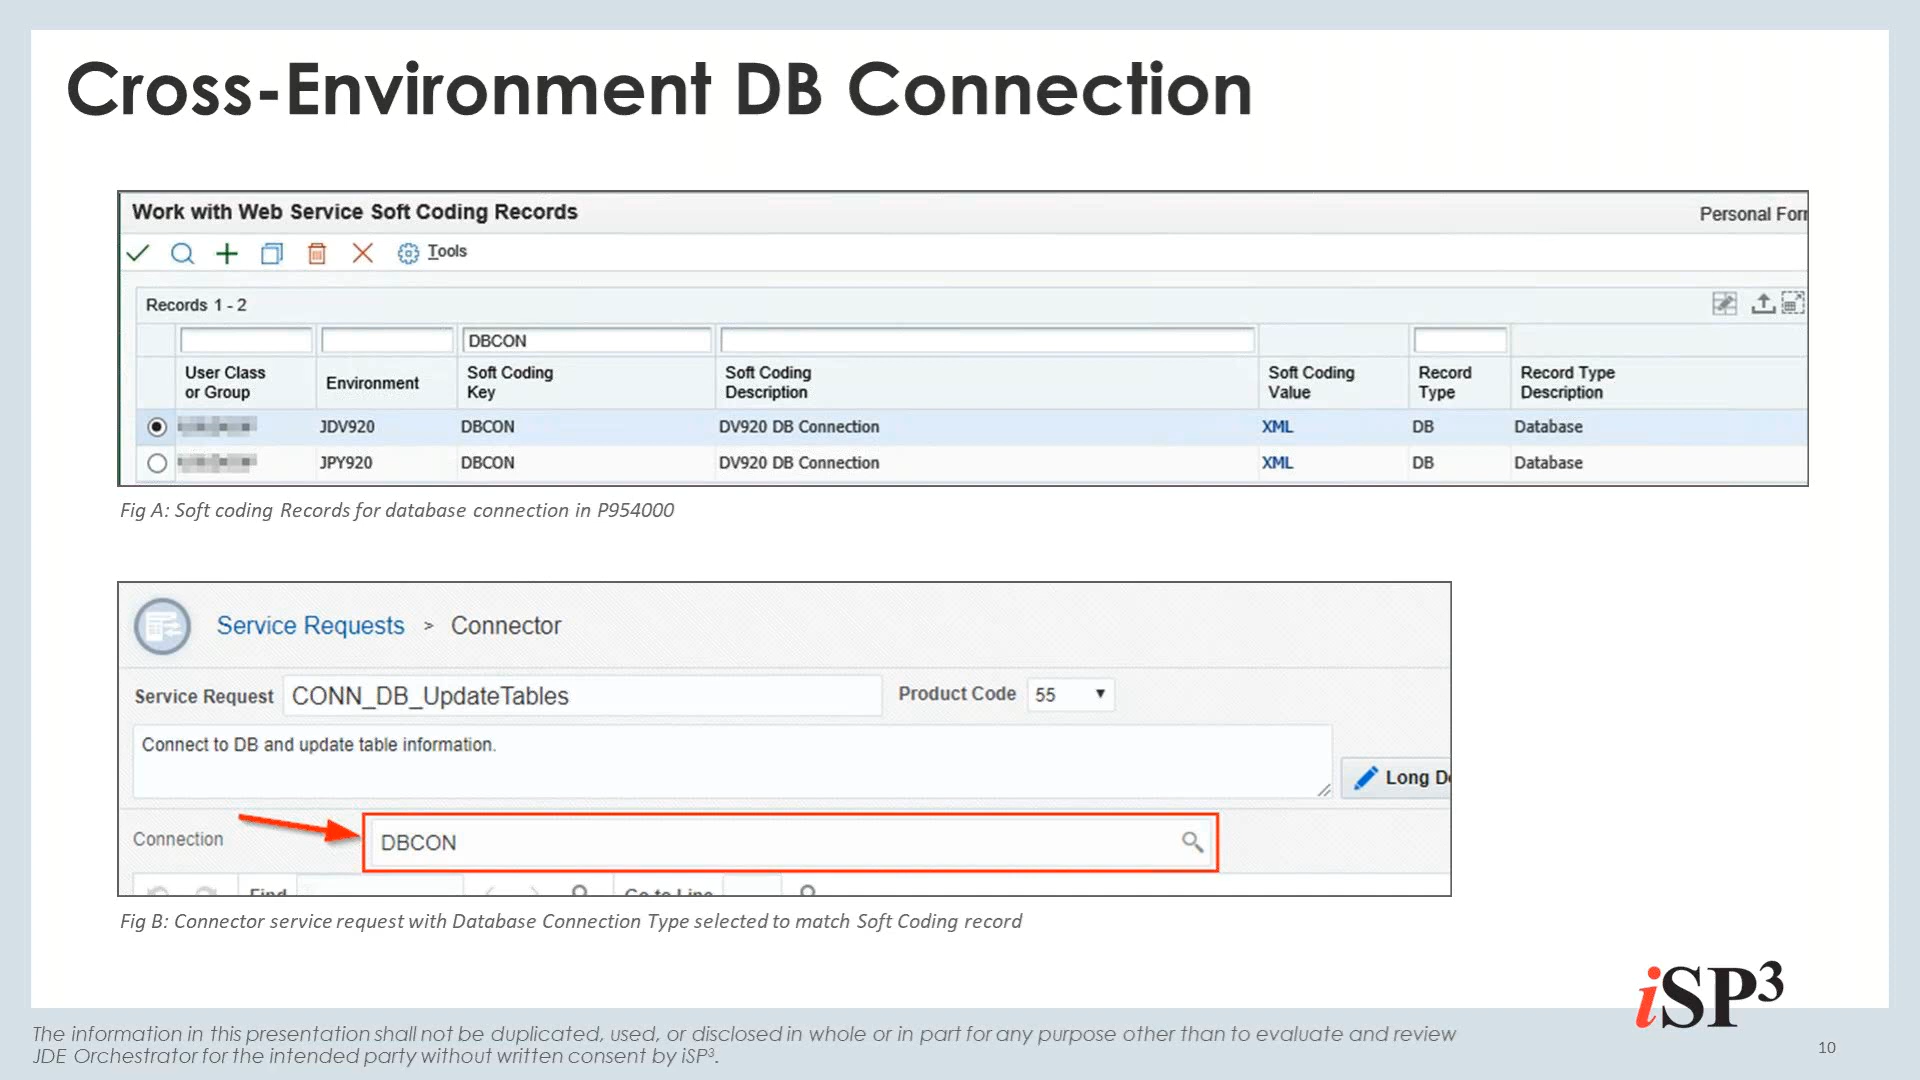 Cross-Environment DB Connection
Work with Web Service Soft Coding Records
Personal For
Tools
Records 1 - 2
DBCON
User Class or Group Environment Soft Coding Key Soft Coding Description Soft Coding Value Record Type Record Type Description
JDV920 DBCON DV920 DB Connection XML DB Database
JPY920 DBCON DV920 DB Connection XML DB Database
Fig A: Soft coding Records for database connection in P954000
Service Requests > Connector
Service Request CONN_DB_UpdateTables Product Code 55
Connect to DB and update table information.
Long D
Connection DBCON
Find Go to Line
Fig B: Connector service request with Database Connection Type selected to match Soft Coding record
iSP3
The information in this presentation shall not be duplicated, used, or disclosed in whole or in part for any purpose other than to evaluate and review
JDE Orchestrator for the intended party without written consent by iSP³.
10